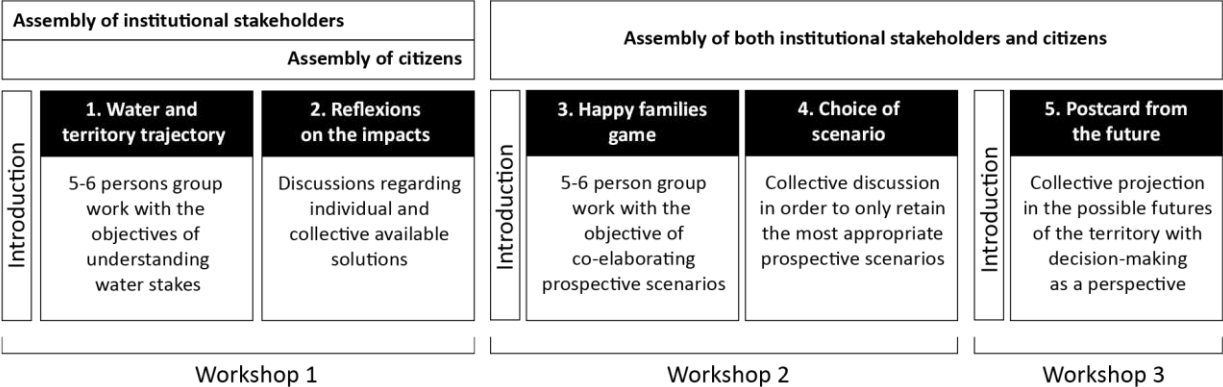 Assembly of institutional stakeholders
Assembly of citizens
Assembly of both institutional stakeholders and citizens
Introduction
1. Water and
territory trajectory
5-6 persons group
work with the
objectives of
understanding
water stakes
2. Reflexions
on the impacts
Discussions regarding
individual and
collective available
solutions
Introduction
3. Happy families
game
5-6 person group
work with the
objective of
co-elaborating
prospective scenarios
4. Choice of
scenario
Collective discussion
in order to only retain
the most appropriate
prospective scenarios
Introduction
5. Postcard from
the future
Collective projection
in the possible futures
of the territory with
decision-making
as a perspective
Workshop 1
Workshop 2
Workshop 3